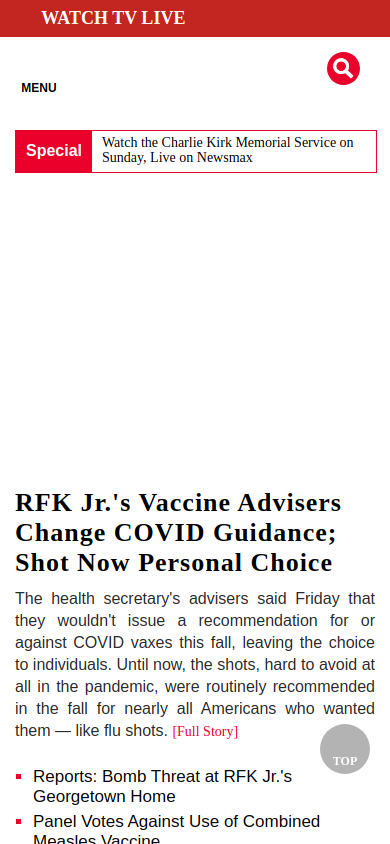 WATCH TV LIVE
MENU
Special
Watch the Charlie Kirk Memorial Service on
Sunday, Live on Newsmax
RFK Jr.'s Vaccine Advisers
Change COVID Guidance;
Shot Now Personal Choice
The health secretary's advisers said Friday that
they wouldn't issue a recommendation for or
against COVID vaxes this fall, leaving the choice
to individuals. Until now, the shots, hard to avoid at
all in the pandemic, were routinely recommended
in the fall for nearly all Americans who wanted
them — like flu shots. [Full Story]
TOP
Reports: Bomb Threat at RFK Jr.'s
Georgetown Home
Panel Votes Against Use of Combined
Measles Vaccine